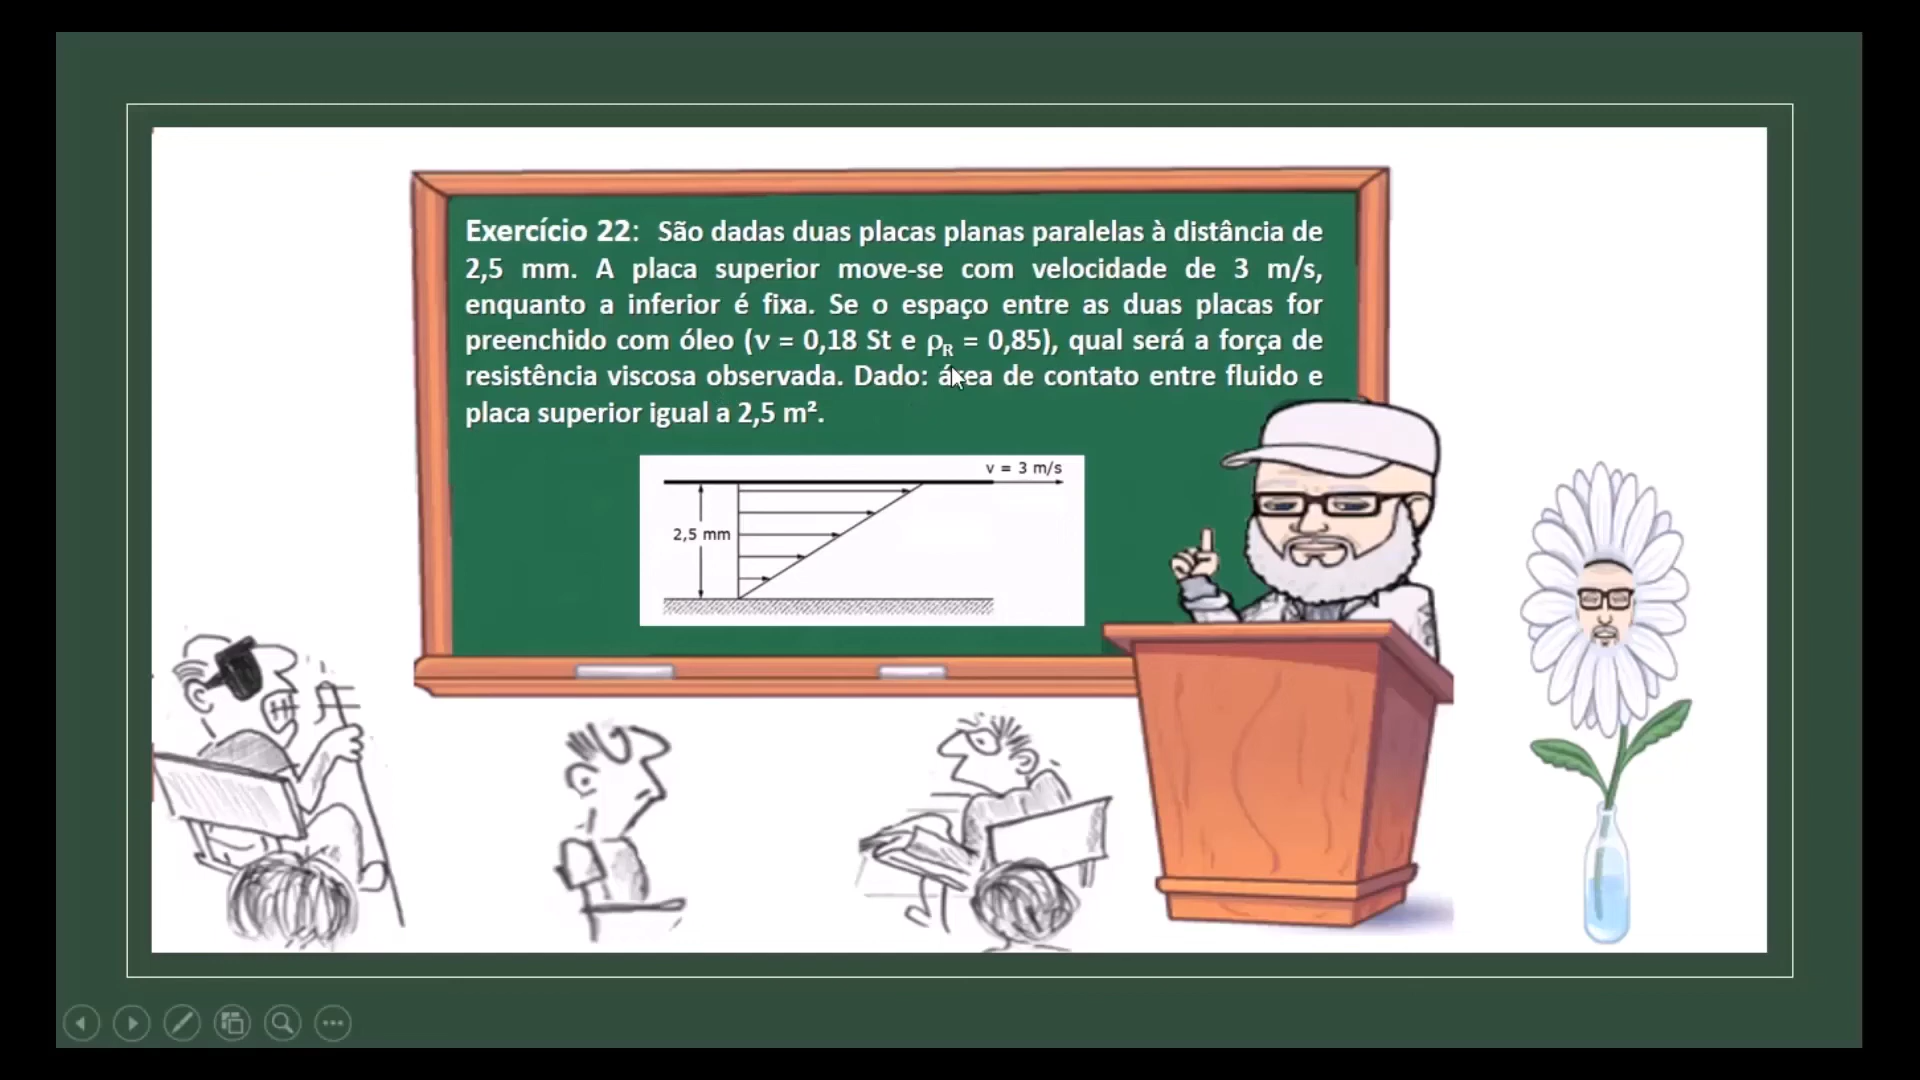 Exercício 22: São dadas duas placas planas paralelas à distância de
2,5 mm. A placa superior move-se com velocidade de 3 m/s,
enquanto a inferior é fixa. Se o espaço entre as duas placas for
preenchido com óleo (ν = 0,18 St e ρR = 0,85), qual será a força de
resistência viscosa observada. Dado: área de contato entre fluido e
placa superior igual a 2,5 m².
v = 3 m/s
2,5 mm